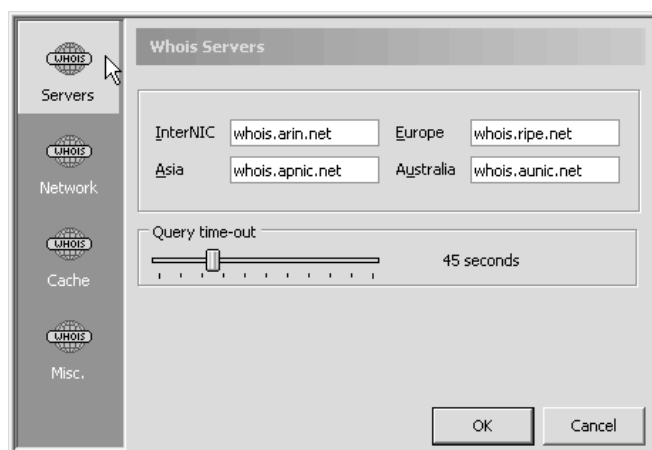 WHOIS
Servers
WHOIS
Network
WHOIS
Cache
WHOIS
Misc.
Whois Servers
InterNIC whois.arin.net Europe whois.ripe.net
Asia whois.apnic.net Australia whois.aunic.net
Query time-out
45 seconds
OK Cancel